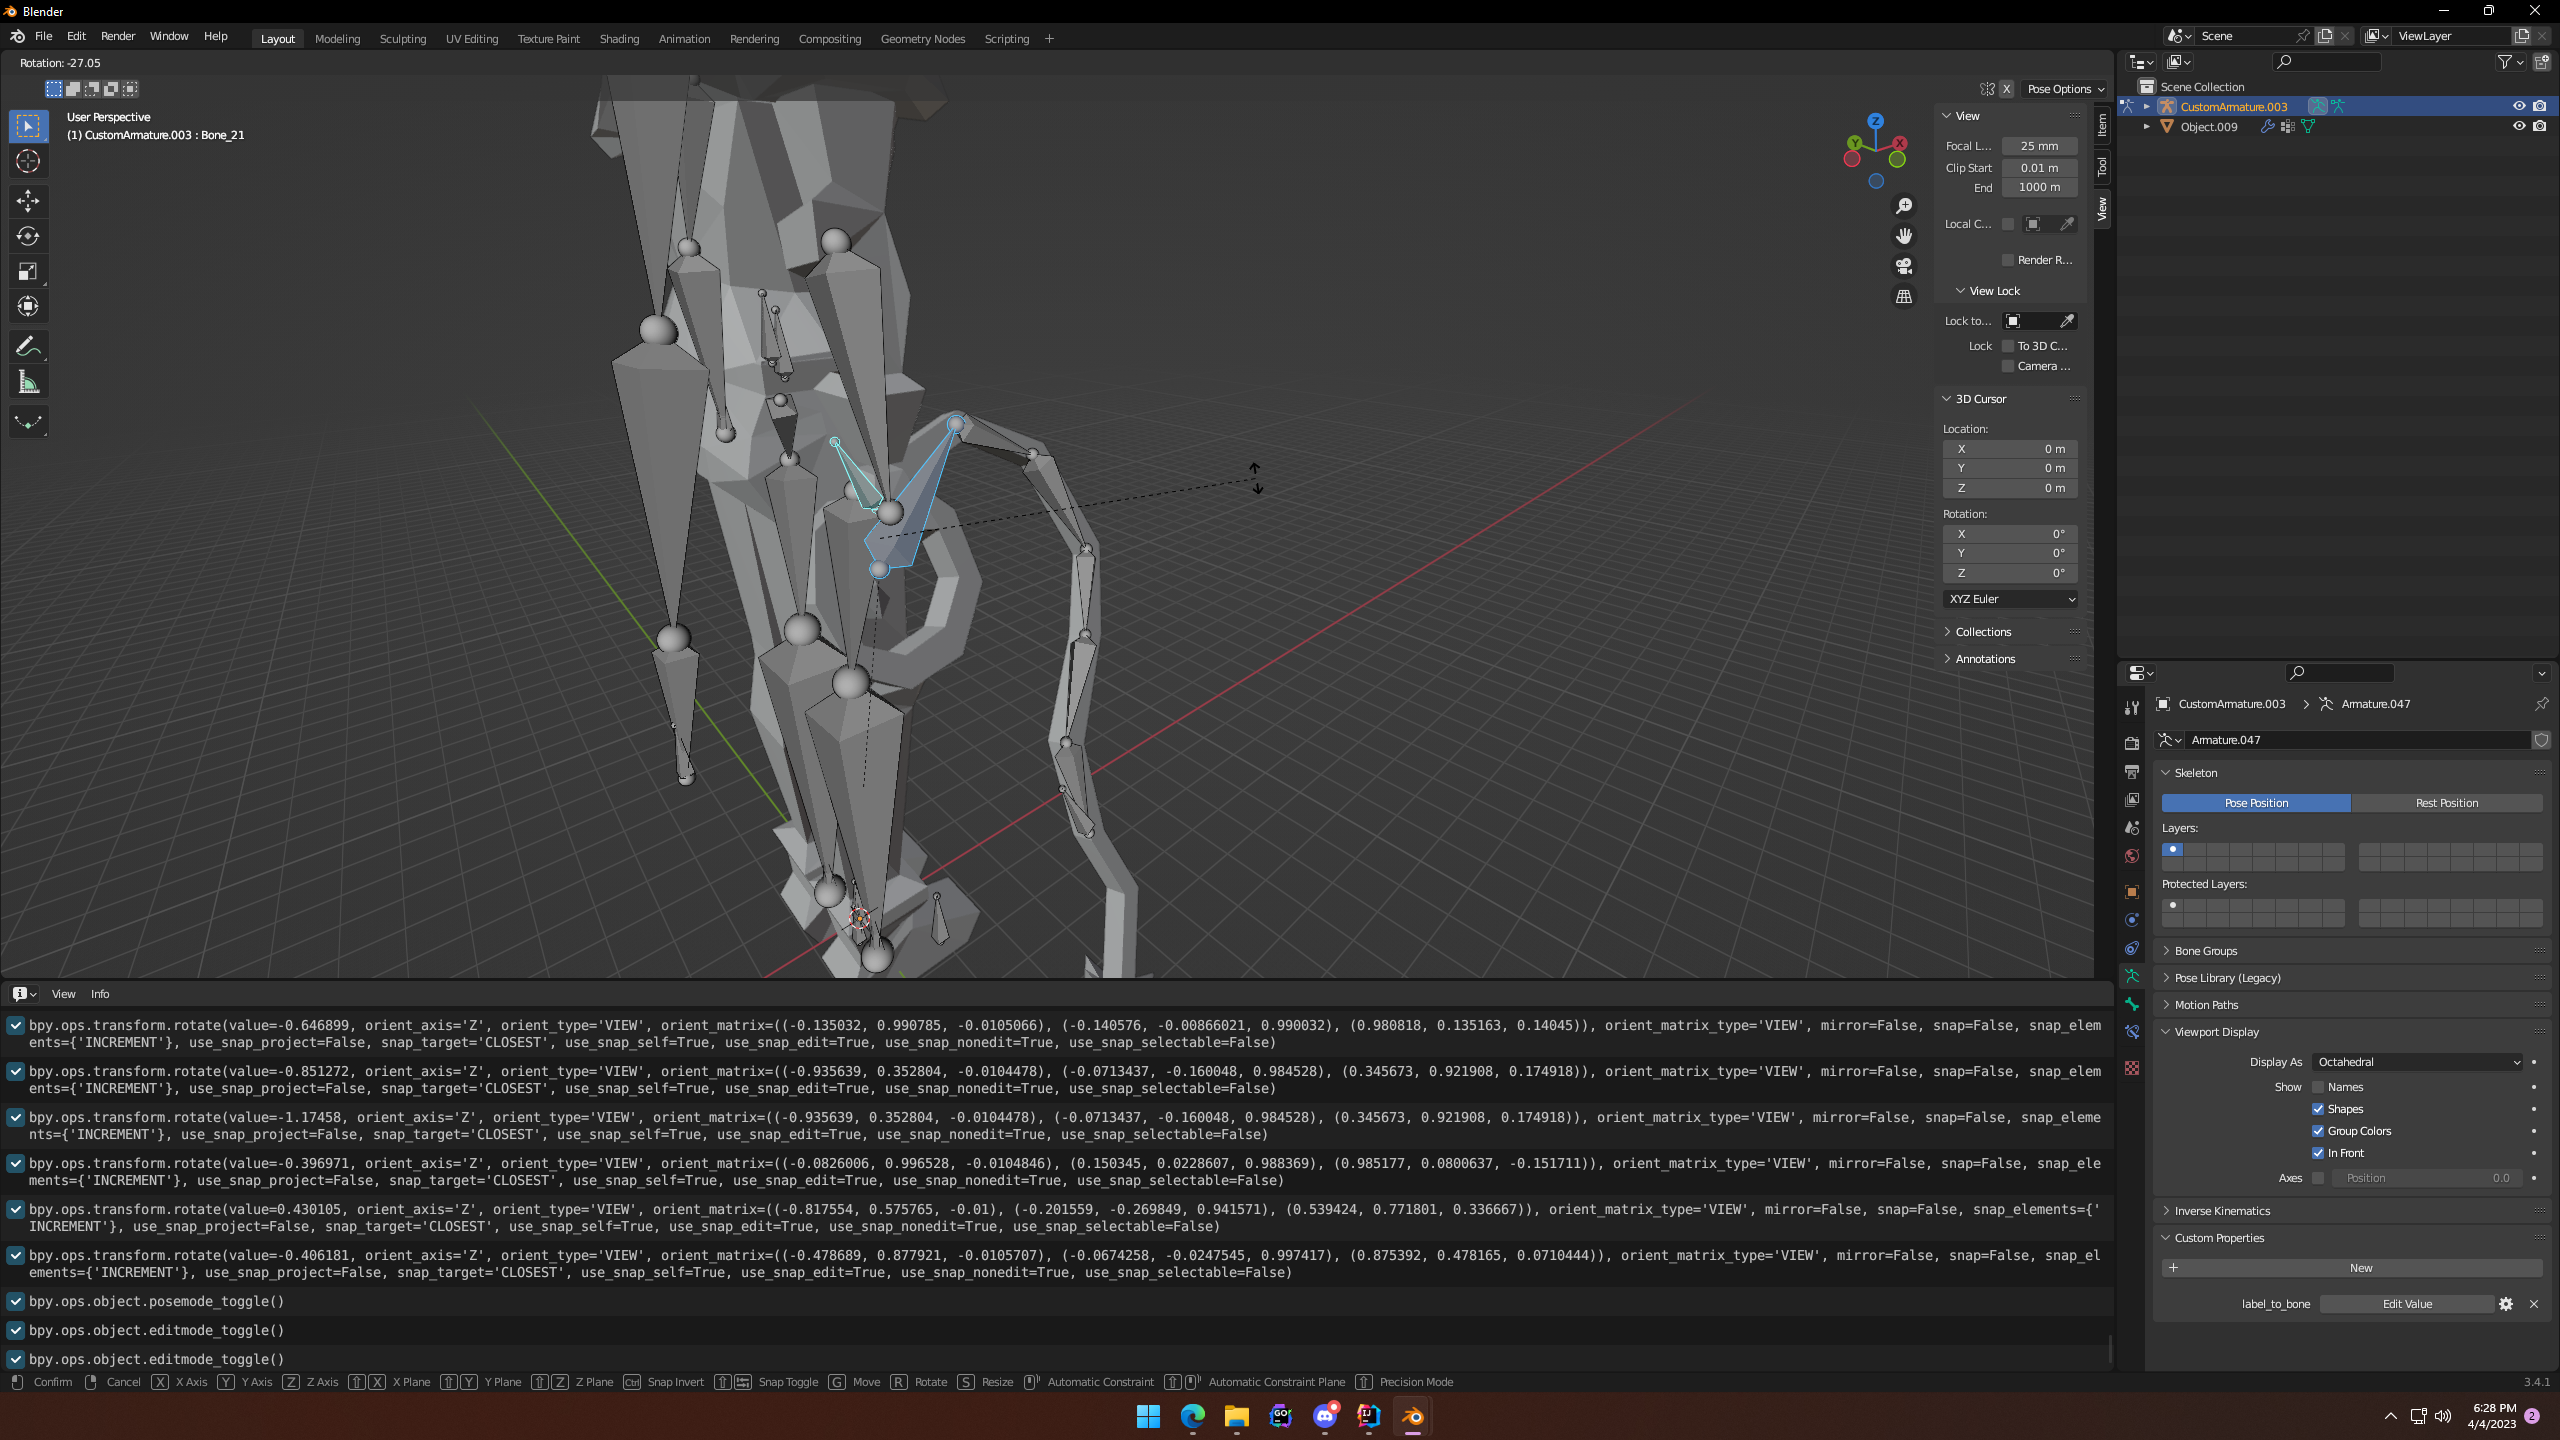 Blender
File Edit Render Window Help
Layout Modeling Sculpting UV Editing Texture Paint Shading Animation Rendering Compositing Geometry Nodes Scripting +
Scene
ViewLayer
Rotation: -27.05
X Pose Options
User Perspective
(1) CustomArmature.003 : Bone_21
Z
Y
X
View
Focal L... 25 mm
Clip Start 0.01 m
End 1000 m
Local C...
Render R...
View Lock
Lock to...
Lock To 3D C...
Camera ...
3D Cursor
Location:
X 0 m
Y 0 m
Z 0 m
Rotation:
X 0°
Y 0°
Z 0°
XYZ Euler
Collections
Annotations
Item
Tool
View
Scene Collection
CustomArmature.003
Object.009
CustomArmature.003 Armature.047
Armature.047
Skeleton
Pose Position Rest Position
Layers:
Protected Layers:
Bone Groups
Pose Library (Legacy)
Motion Paths
Viewport Display
Display As Octahedral
Show Names
Shapes
Group Colors
In Front
Axes Position 0.0
Inverse Kinematics
Custom Properties
+ New
label_to_bone Edit Value
View Info
bpy.ops.transform.rotate(value=-0.646899, orient_axis='Z', orient_type='VIEW', orient_matrix=((-0.135032, 0.990785, -0.0105066), (-0.140576, -0.00866021, 0.990032), (0.980818, 0.135163, 0.14045)), orient_matrix_type='VIEW', mirror=False, snap=False, snap_elem
ents={'INCREMENT'}, use_snap_project=False, snap_target='CLOSEST', use_snap_self=True, use_snap_edit=True, use_snap_nonedit=True, use_snap_selectable=False)
bpy.ops.transform.rotate(value=-0.851272, orient_axis='Z', orient_type='VIEW', orient_matrix=((-0.935639, 0.352804, -0.0104478), (-0.0713437, -0.160048, 0.984528), (0.345673, 0.921908, 0.174918)), orient_matrix_type='VIEW', mirror=False, snap=False, snap_elem
ents={'INCREMENT'}, use_snap_project=False, snap_target='CLOSEST', use_snap_self=True, use_snap_edit=True, use_snap_nonedit=True, use_snap_selectable=False)
bpy.ops.transform.rotate(value=-1.17458, orient_axis='Z', orient_type='VIEW', orient_matrix=((-0.935639, 0.352804, -0.0104478), (-0.0713437, -0.160048, 0.984528), (0.345673, 0.921908, 0.174918)), orient_matrix_type='VIEW', mirror=False, snap=False, snap_eleme
nts={'INCREMENT'}, use_snap_project=False, snap_target='CLOSEST', use_snap_self=True, use_snap_edit=True, use_snap_nonedit=True, use_snap_selectable=False)
bpy.ops.transform.rotate(value=-0.396971, orient_axis='Z', orient_type='VIEW', orient_matrix=((-0.0826006, 0.996528, -0.0104846), (0.150345, 0.0228607, 0.988369), (0.985177, 0.0800637, -0.151711)), orient_matrix_type='VIEW', mirror=False, snap=False, snap_ele
ments={'INCREMENT'}, use_snap_project=False, snap_target='CLOSEST', use_snap_self=True, use_snap_edit=True, use_snap_nonedit=True, use_snap_selectable=False)
bpy.ops.transform.rotate(value=0.430105, orient_axis='Z', orient_type='VIEW', orient_matrix=((-0.817554, 0.575765, -0.01), (-0.201559, -0.269849, 0.941571), (0.539424, 0.771801, 0.336667)), orient_matrix_type='VIEW', mirror=False, snap=False, snap_elements={'
INCREMENT'}, use_snap_project=False, snap_target='CLOSEST', use_snap_self=True, use_snap_edit=True, use_snap_nonedit=True, use_snap_selectable=False)
bpy.ops.transform.rotate(value=-0.406181, orient_axis='Z', orient_type='VIEW', orient_matrix=((-0.478689, 0.877921, -0.0105707), (-0.0674258, -0.0247545, 0.997417), (0.875392, 0.478165, 0.0710444)), orient_matrix_type='VIEW', mirror=False, snap=False, snap_el
ements={'INCREMENT'}, use_snap_project=False, snap_target='CLOSEST', use_snap_self=True, use_snap_edit=True, use_snap_nonedit=True, use_snap_selectable=False)
bpy.ops.object.posemode_toggle()
bpy.ops.object.editmode_toggle()
bpy.ops.object.editmode_toggle()
Confirm Cancel X X Axis Y Y Axis Z Z Axis X X Plane Y Y Plane Z Z Plane Ctrl Snap Invert Snap Toggle G Move R Rotate S Resize Automatic Constraint Automatic Constraint Plane Precision Mode 3.4.1
GO IJ
6:28 PM
4/4/2023
2